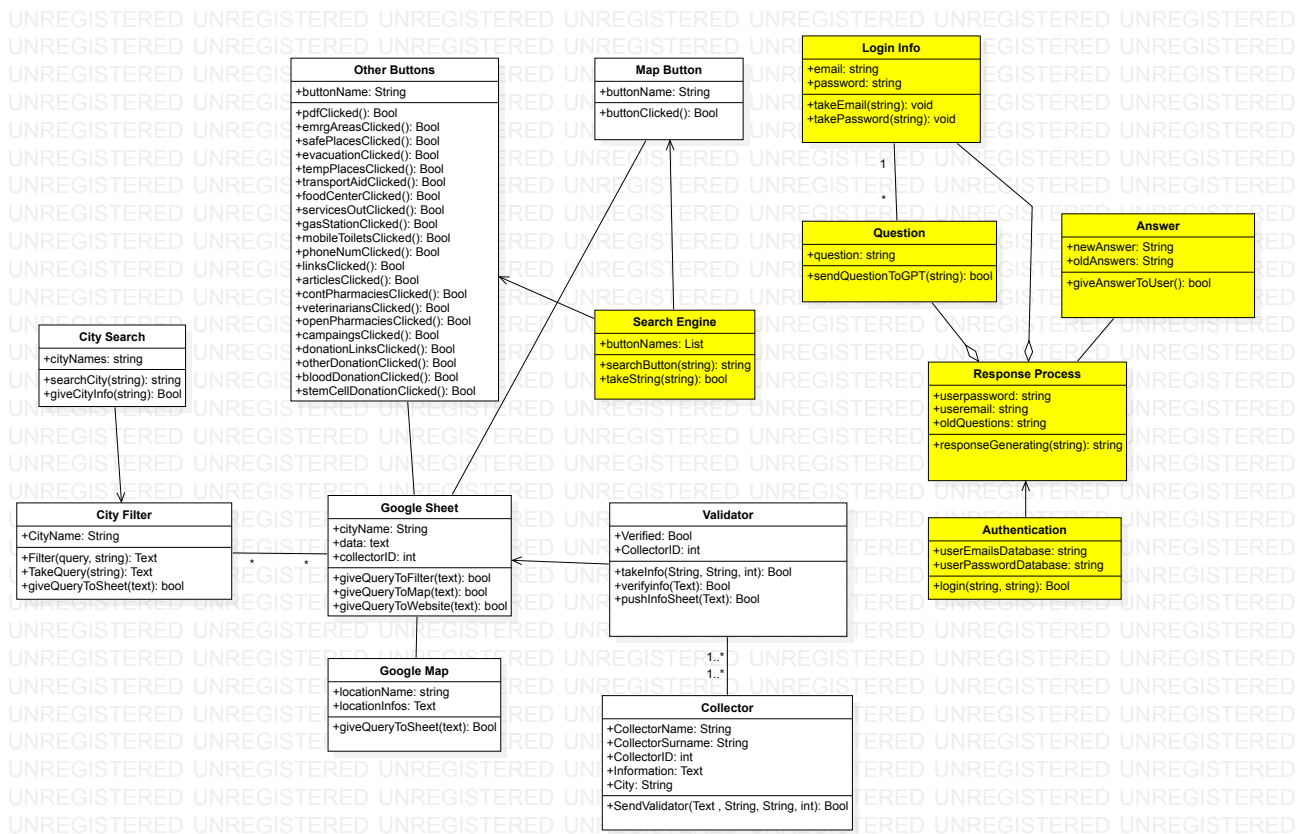 Other Buttons
+buttonName: String
+pdfClicked(): Bool
+emrgAreasClicked(): Bool
+safePlacesClicked(): Bool
+evacuationClicked(): Bool
+tempPlacesClicked(): Bool
+transportAidClicked(): Bool
+foodCenterClicked(): Bool
+servicesOutClicked(): Bool
+gasStationClicked(): Bool
+mobileToiletsClicked(): Bool
+phoneNumClicked(): Bool
+linksClicked(): Bool
+articlesClicked(): Bool
+contPharmaciesClicked(): Bool
+veterinariansClicked(): Bool
+openPharmaciesClicked(): Bool
+campaingsClicked(): Bool
+donationLinksClicked(): Bool
+otherDonationClicked(): Bool
+bloodDonationClicked(): Bool
+stemCellDonationClicked(): Bool
Map Button
+buttonName: String
+buttonClicked(): Bool
Login Info
+email: string
+password: string
+takeEmail(string): void
+takePassword(string): void
1
*
Question
+question: string
+sendQuestionToGPT(string): bool
Answer
+newAnswer: String
+oldAnswers: String
+giveAnswerToUser(): bool
Search Engine
+buttonNames: List
+searchButton(string): string
+takeString(string): bool
City Search
+cityNames: string
+searchCity(string): string
+giveCityInfo(string): Bool
Response Process
+userpassword: string
+useremail: string
+oldQuestions: string
+responseGenerating(string): string
City Filter
+CityName: String
+Filter(query, string): Text
+TakeQuery(string): Text
+giveQueryToSheet(text): bool
*
*
Google Sheet
+cityName: String
+data: text
+collectorID: int
+giveQueryToFilter(text): bool
+giveQueryToMap(text): bool
+giveQueryToWebsite(text): bool
Validator
+Verified: Bool
+CollectorID: int
+takeInfo(String, String, int): Bool
+verifyinfo(Text): Bool
+pushInfoSheet(Text): Bool
Authentication
+userEmailsDatabase: string
+userPasswordDatabase: string
+login(string, string): Bool
1..*
1..*
Google Map
+locationName: string
+locationInfos: Text
+giveQueryToSheet(text): Bool
Collector
+CollectorName: String
+CollectorSurname: String
+CollectorID: int
+Information: Text
+City: String
+SendValidator(Text , String, String, int): Bool
UNREGISTERED